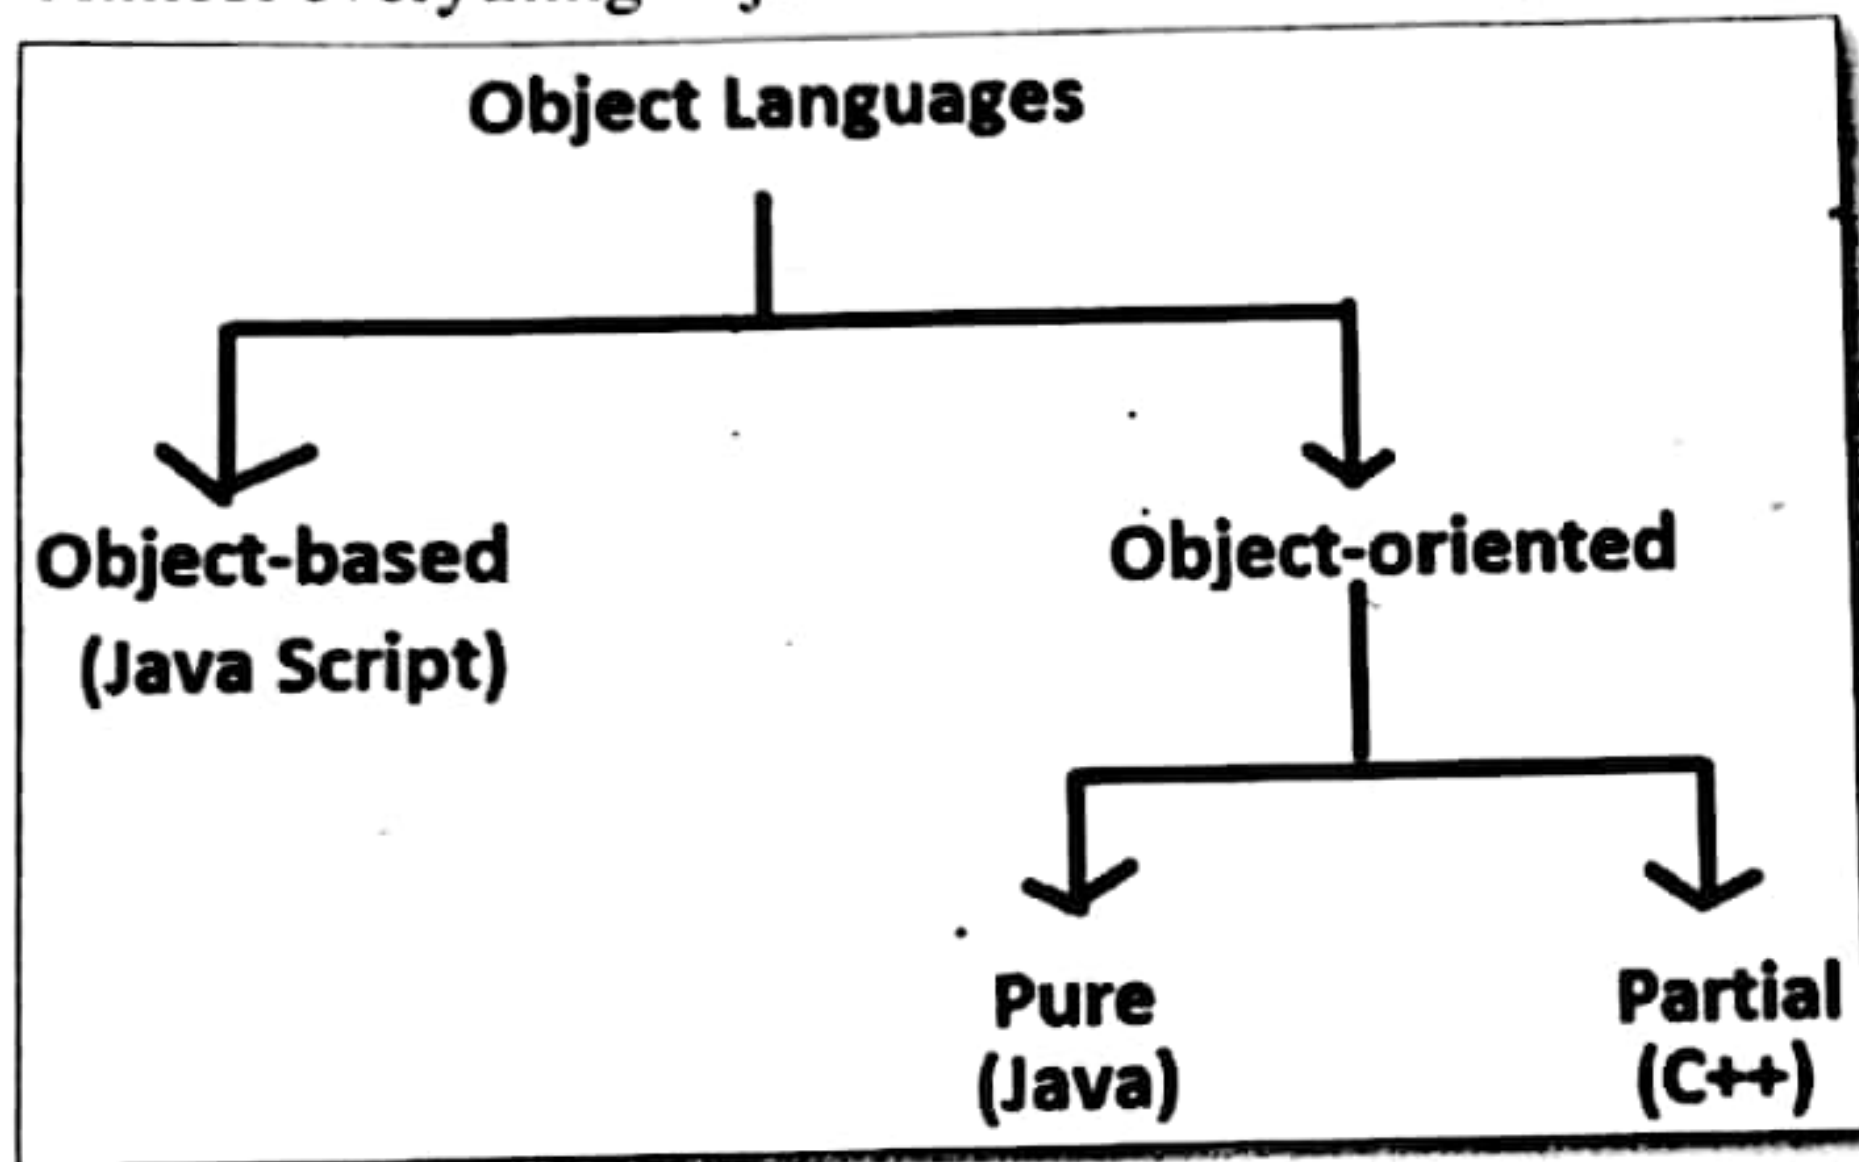 Object Languages
Object-based
(Java Script)
Object-oriented
Pure
(Java)
Partial
(C++)